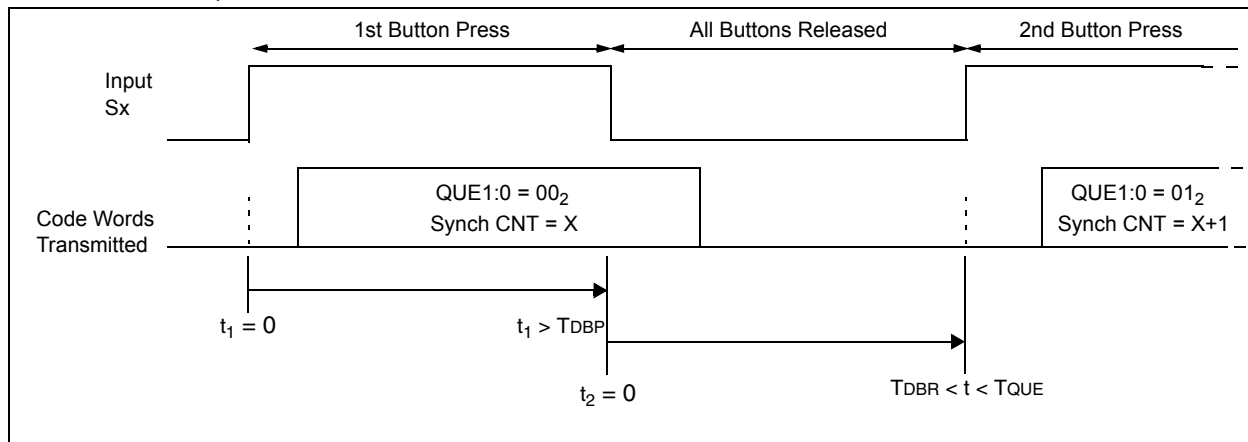 1st Button Press All Buttons Released 2nd Button Press
Input
Sx
QUE1:0 = 00₂
Synch CNT = X
QUE1:0 = 01₂
Synch CNT = X+1
Code Words
Transmitted
t₁ = 0
t₁ > TDBP
t₂ = 0
TDBR < t < TQUE